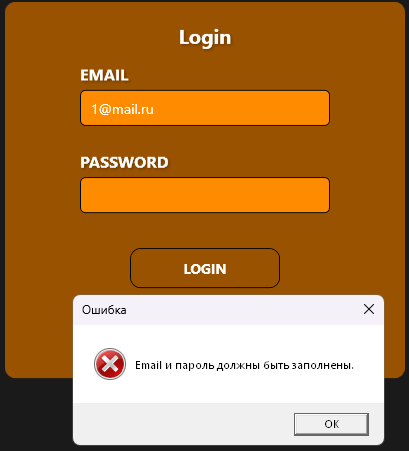 Login
EMAIL
1@mail.ru
PASSWORD
LOGIN
Ошибка
Email и пароль должны быть заполнены.
OK